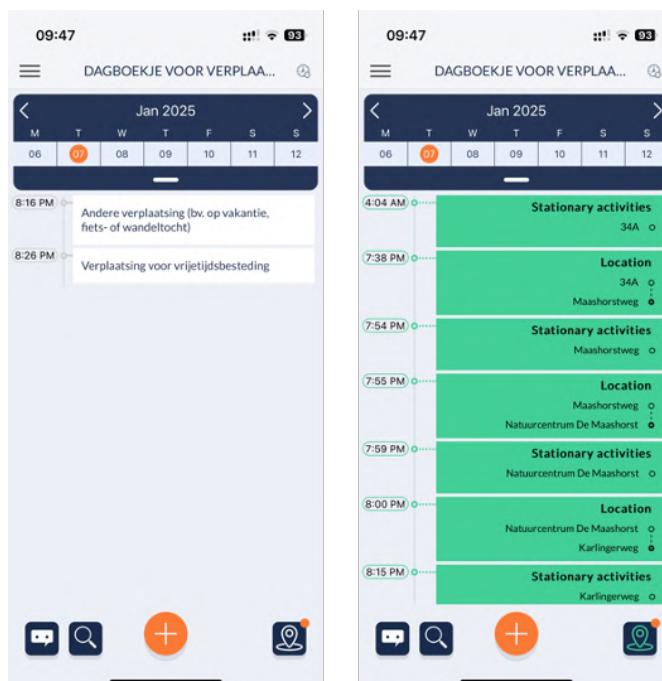 09:47
93
DAGBOEKJE VOOR VERPLAA...
Jan 2025
M T W T F S S
06 07 08 09 10 11 12
8:16 PM
Andere verplaatsing (bv. op vakantie,
fiets- of wandeltocht)
8:26 PM
Verplaatsing voor vrijetijdsbesteding
09:47
93
DAGBOEKJE VOOR VERPLAA...
Jan 2025
M T W T F S S
06 07 08 09 10 11 12
4:04 AM
Stationary activities
34A
7:38 PM
Location
34A
Maashorstweg
7:54 PM
Stationary activities
Maashorstweg
7:55 PM
Location
Maashorstweg
Natuurcentrum De Maashorst
7:59 PM
Stationary activities
Natuurcentrum De Maashorst
8:00 PM
Location
Natuurcentrum De Maashorst
Karlingerweg
8:15 PM
Stationary activities
Karlingerweg